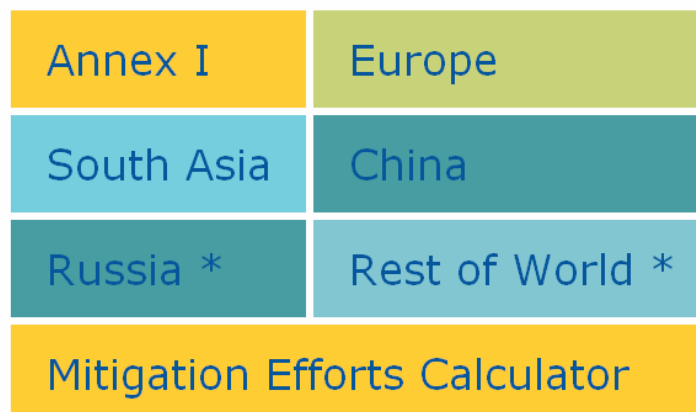 Annex I
Europe
South Asia
China
Russia *
Rest of World *
Mitigation Efforts Calculator